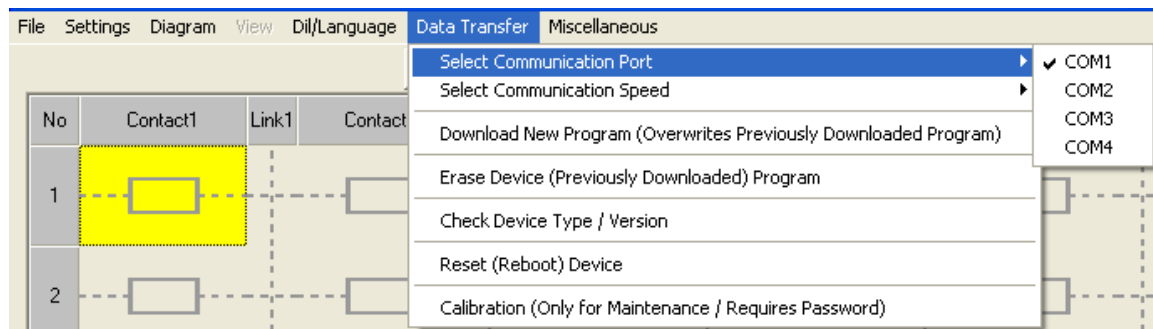 File Settings Diagram View Dil/Language Data Transfer Miscellaneous
Select Communication Port COM1
Select Communication Speed COM2
COM3
COM4
No Contact1 Link1 Contact
Download New Program (Overwrites Previously Downloaded Program)
1
Erase Device (Previously Downloaded) Program
Check Device Type / Version
Reset (Reboot) Device
2
Calibration (Only for Maintenance / Requires Password)